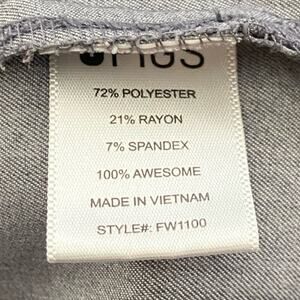 FIGS
72% POLYESTER
21% RAYON
7% SPANDEX
100% AWESOME
MADE IN VIETNAM
STYLE#: FW1100